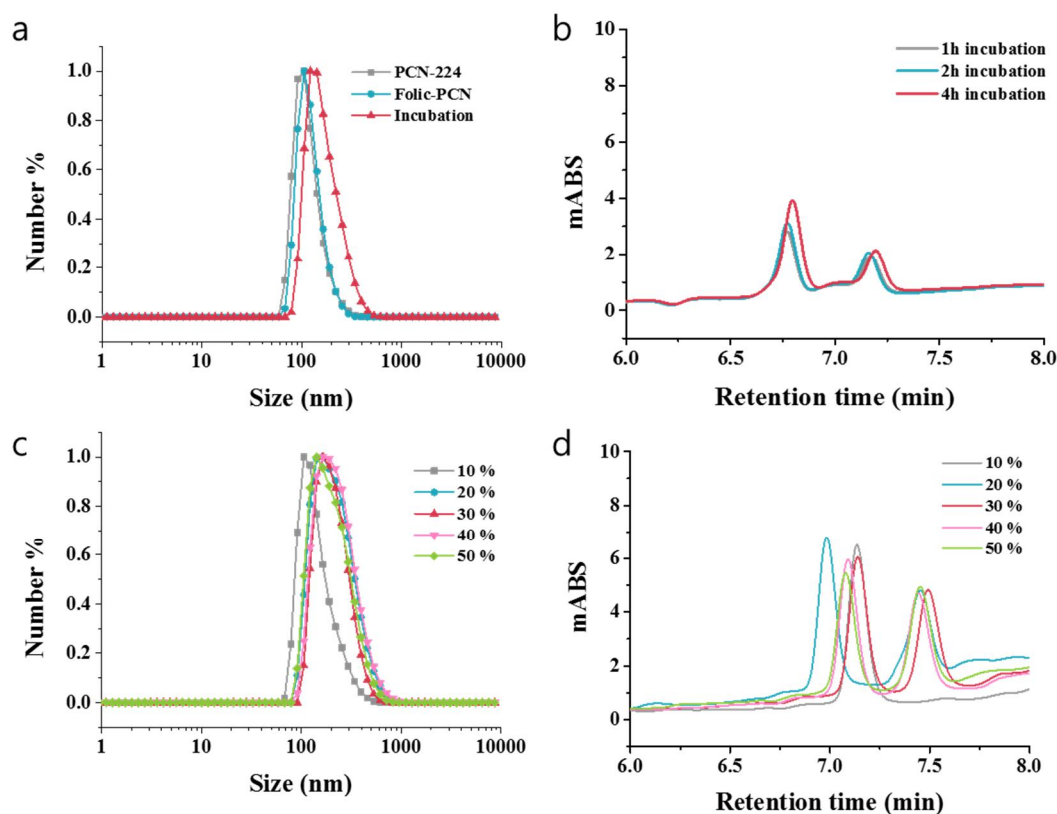 a
PCN-224
Folic-PCN
Incubation
Number %
1.0
0.8
0.6
0.4
0.2
0.0
1 10 100 1000 10000
Size (nm)
b
1h incubation
2h incubation
4h incubation
mABS
10
8
6
4
2
0
6.0 6.5 7.0 7.5 8.0
Retention time (min)
c
10 %
20 %
30 %
40 %
50 %
Number %
1.0
0.8
0.6
0.4
0.2
0.0
1 10 100 1000 10000
Size (nm)
d
10 %
20 %
30 %
40 %
50 %
mABS
10
8
6
4
2
0
6.0 6.5 7.0 7.5 8.0
Retention time (min)